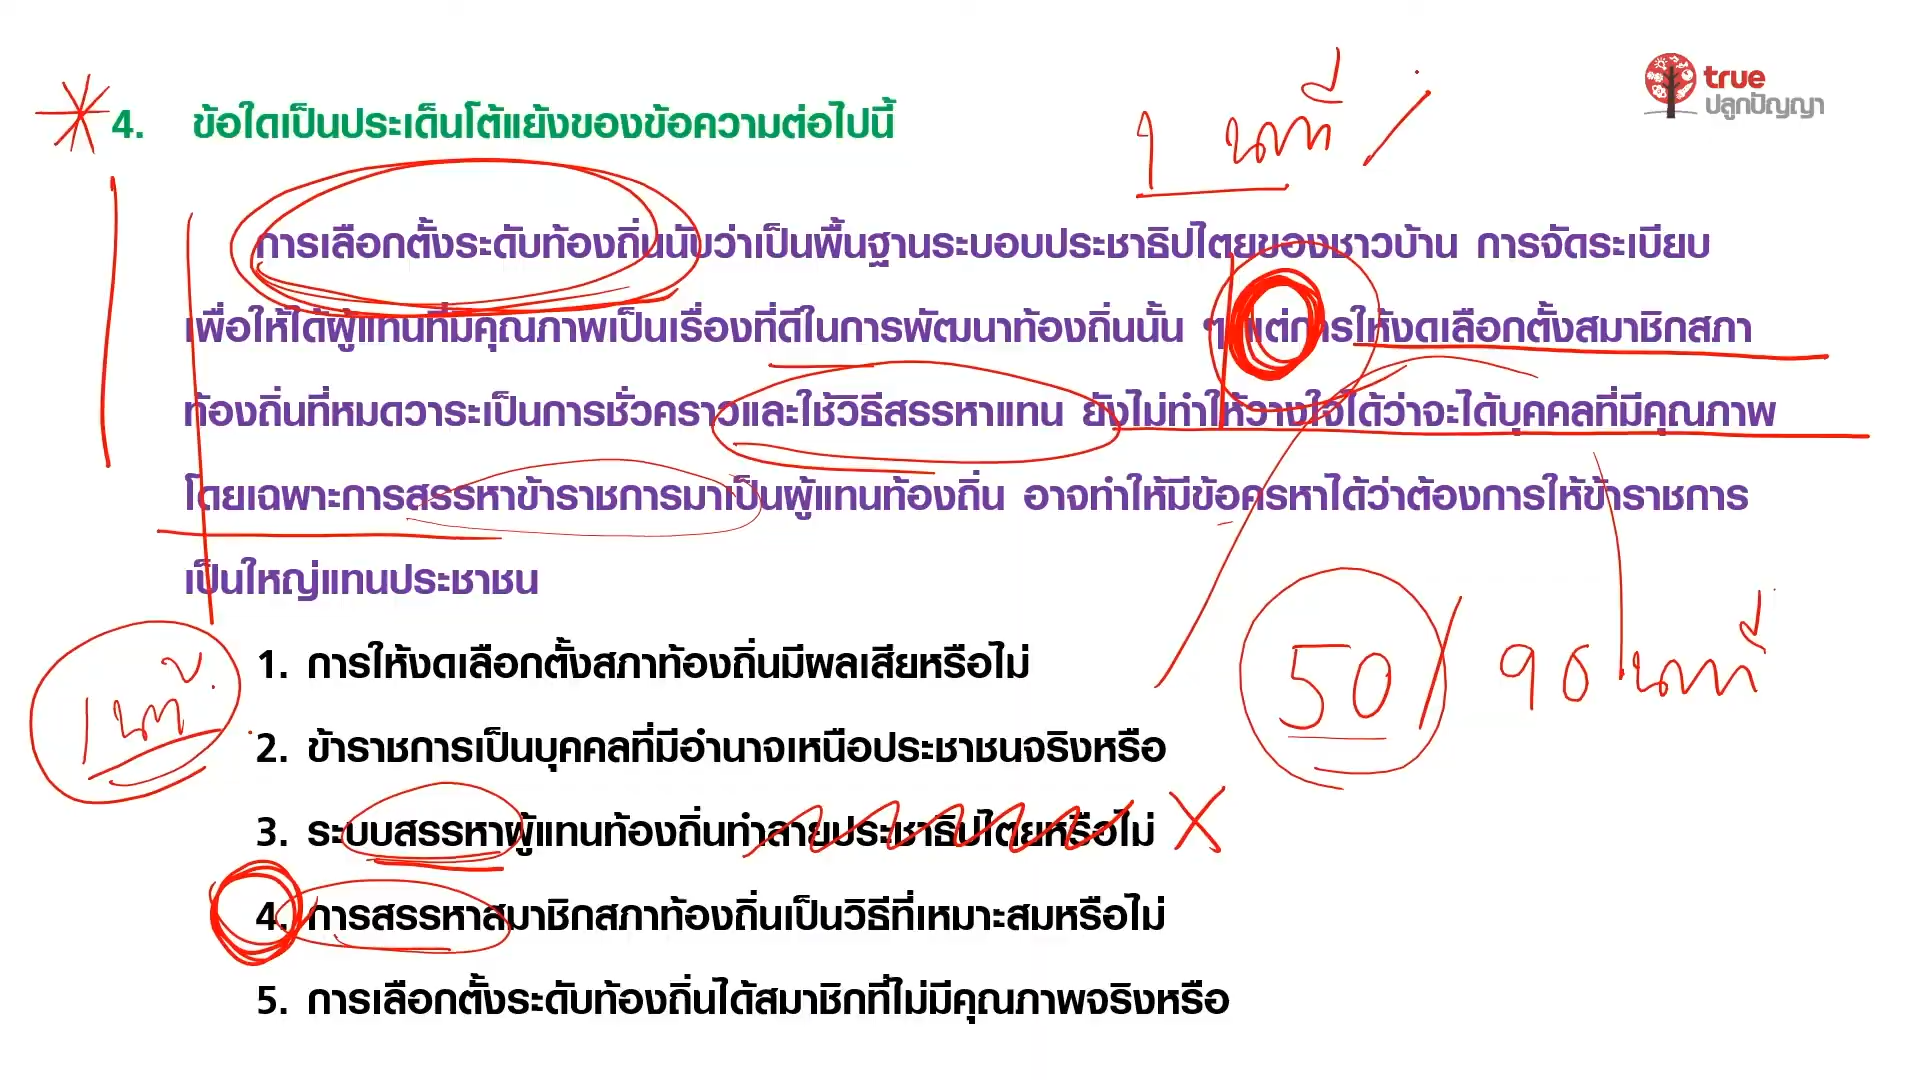 true
ปลูกปัญญา
1 นาที /
4. ข้อใดเป็นประเด็นโต้แย้งของข้อความต่อไปนี้
การเลือกตั้งระดับท้องถิ่นนับว่าเป็นพื้นฐานระบอบประชาธิปไตยของชาวบ้าน การจัดระเบียบ
เพื่อให้ได้ผู้แทนที่มีคุณภาพเป็นเรื่องที่ดีในการพัฒนาท้องถิ่นนั้น ๆ แต่การให้งดเลือกตั้งสมาชิกสภา
ท้องถิ่นที่หมดวาระเป็นการชั่วคราวและใช้วิธีสรรหาแทน ยังไม่ทำให้วางใจได้ว่าจะได้บุคคลที่มีคุณภาพ
โดยเฉพาะการสรรหาข้าราชการมาเป็นผู้แทนท้องถิ่น อาจทำให้มีข้อครหาได้ว่าต้องการให้ข้าราชการ
เป็นใหญ่แทนประชาชน
1. การให้งดเลือกตั้งสภาท้องถิ่นมีผลเสียหรือไม่
50 / 90 นาที
1 นาที
2. ข้าราชการเป็นบุคคลที่มีอำนาจเหนือประชาชนจริงหรือ
3. ระบบสรรหาผู้แทนท้องถิ่นทำลายประชาธิปไตยหรือไม่
4. การสรรหาสมาชิกสภาท้องถิ่นเป็นวิธีที่เหมาะสมหรือไม่
5. การเลือกตั้งระดับท้องถิ่นได้สมาชิกที่ไม่มีคุณภาพจริงหรือ